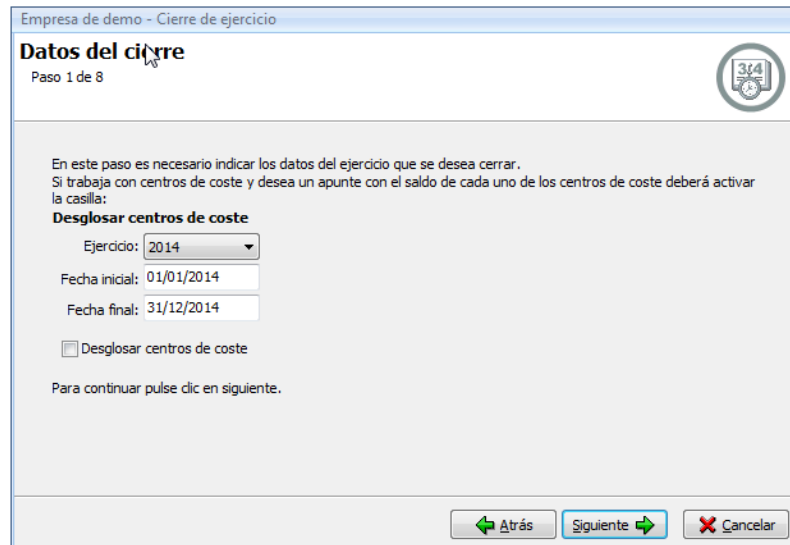 Empresa de demo - Cierre de ejercicio
Datos del cierre
Paso 1 de 8
3:4
En este paso es necesario indicar los datos del ejercicio que se desea cerrar.
Si trabaja con centros de coste y desea un apunte con el saldo de cada uno de los centros de coste deberá activar
la casilla:
Desglosar centros de coste
Ejercicio: 2014
Fecha inicial: 01/01/2014
Fecha final: 31/12/2014
Desglosar centros de coste
Para continuar pulse clic en siguiente.
Atrás Siguiente Cancelar